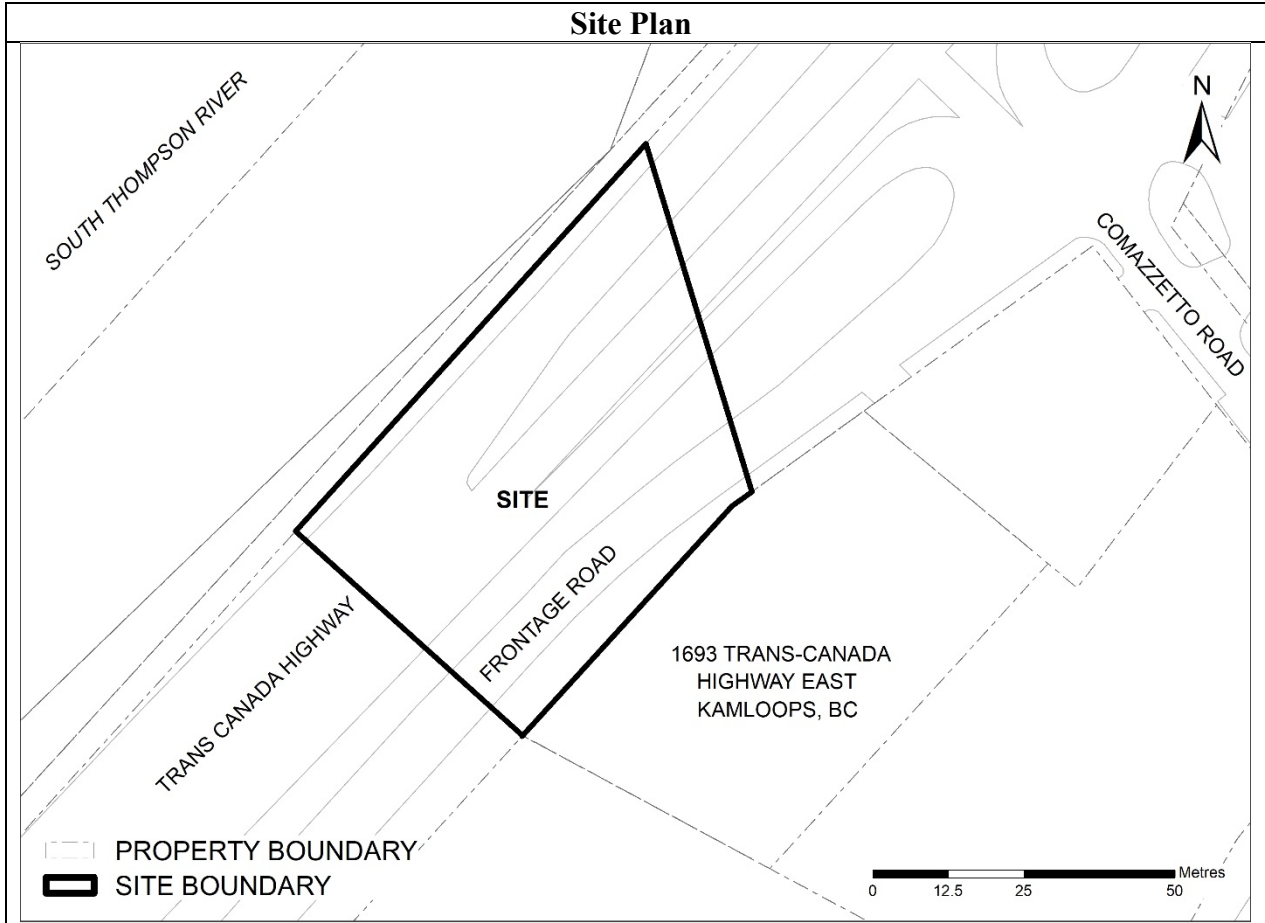 Site Plan
SOUTH THOMPSON RIVER
N
COMAZZETTO ROAD
SITE
FRONTAGE ROAD
TRANS CANADA HIGHWAY
1693 TRANS-CANADA
HIGHWAY EAST
KAMLOOPS, BC
PROPERTY BOUNDARY
SITE BOUNDARY
Metres
0 12.5 25 50